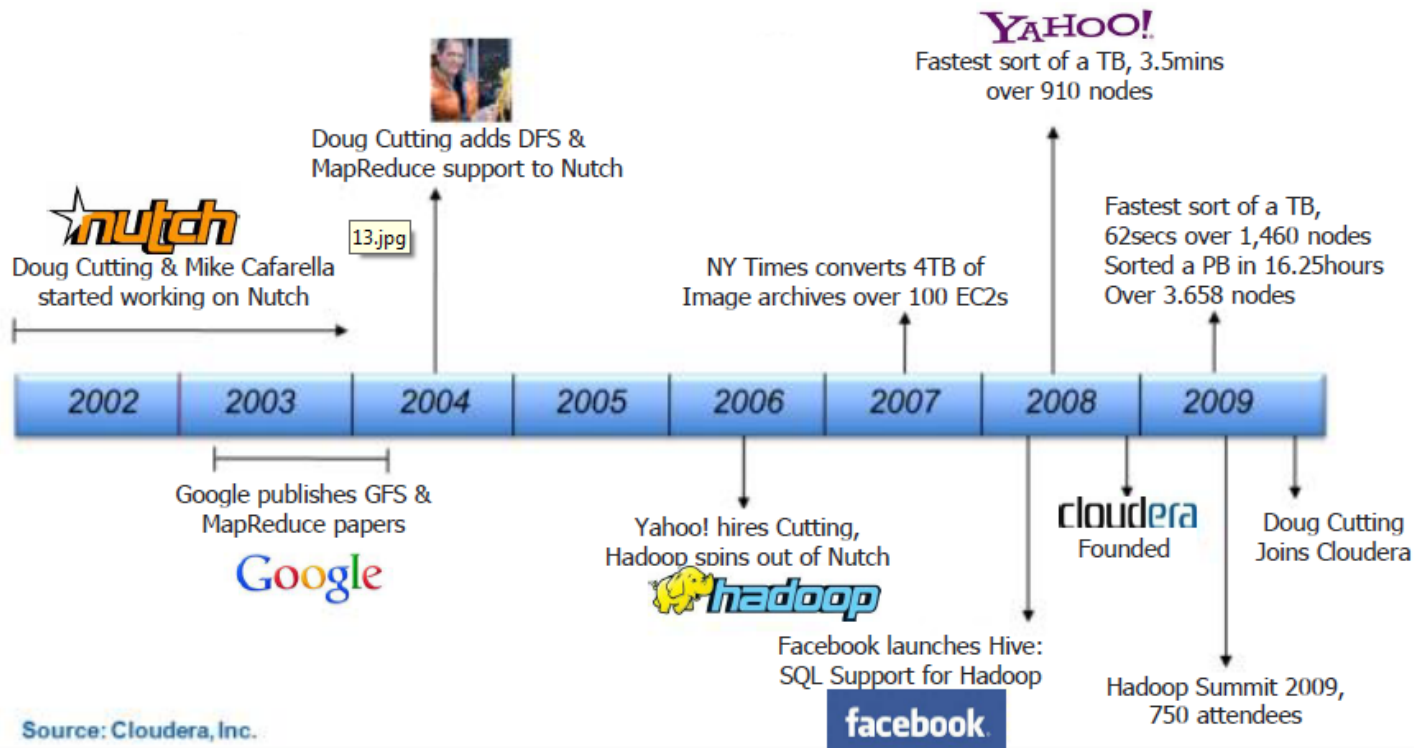 YAHOO!
Fastest sort of a TB, 3.5mins
over 910 nodes
Doug Cutting adds DFS &
MapReduce support to Nutch
nutch
13.jpg
Doug Cutting & Mike Cafarella
started working on Nutch
NY Times converts 4TB of
Image archives over 100 EC2s
Fastest sort of a TB,
62secs over 1,460 nodes
Sorted a PB in 16.25hours
Over 3.658 nodes
2002 2003 2004 2005 2006 2007 2008 2009
Google publishes GFS &
MapReduce papers
Google
Yahoo! hires Cutting,
Hadoop spins out of Nutch
hadoop
Facebook launches Hive:
SQL Support for Hadoop
facebook
cloudera
Founded
Hadoop Summit 2009,
750 attendees
Doug Cutting
Joins Cloudera
Source: Cloudera, Inc.